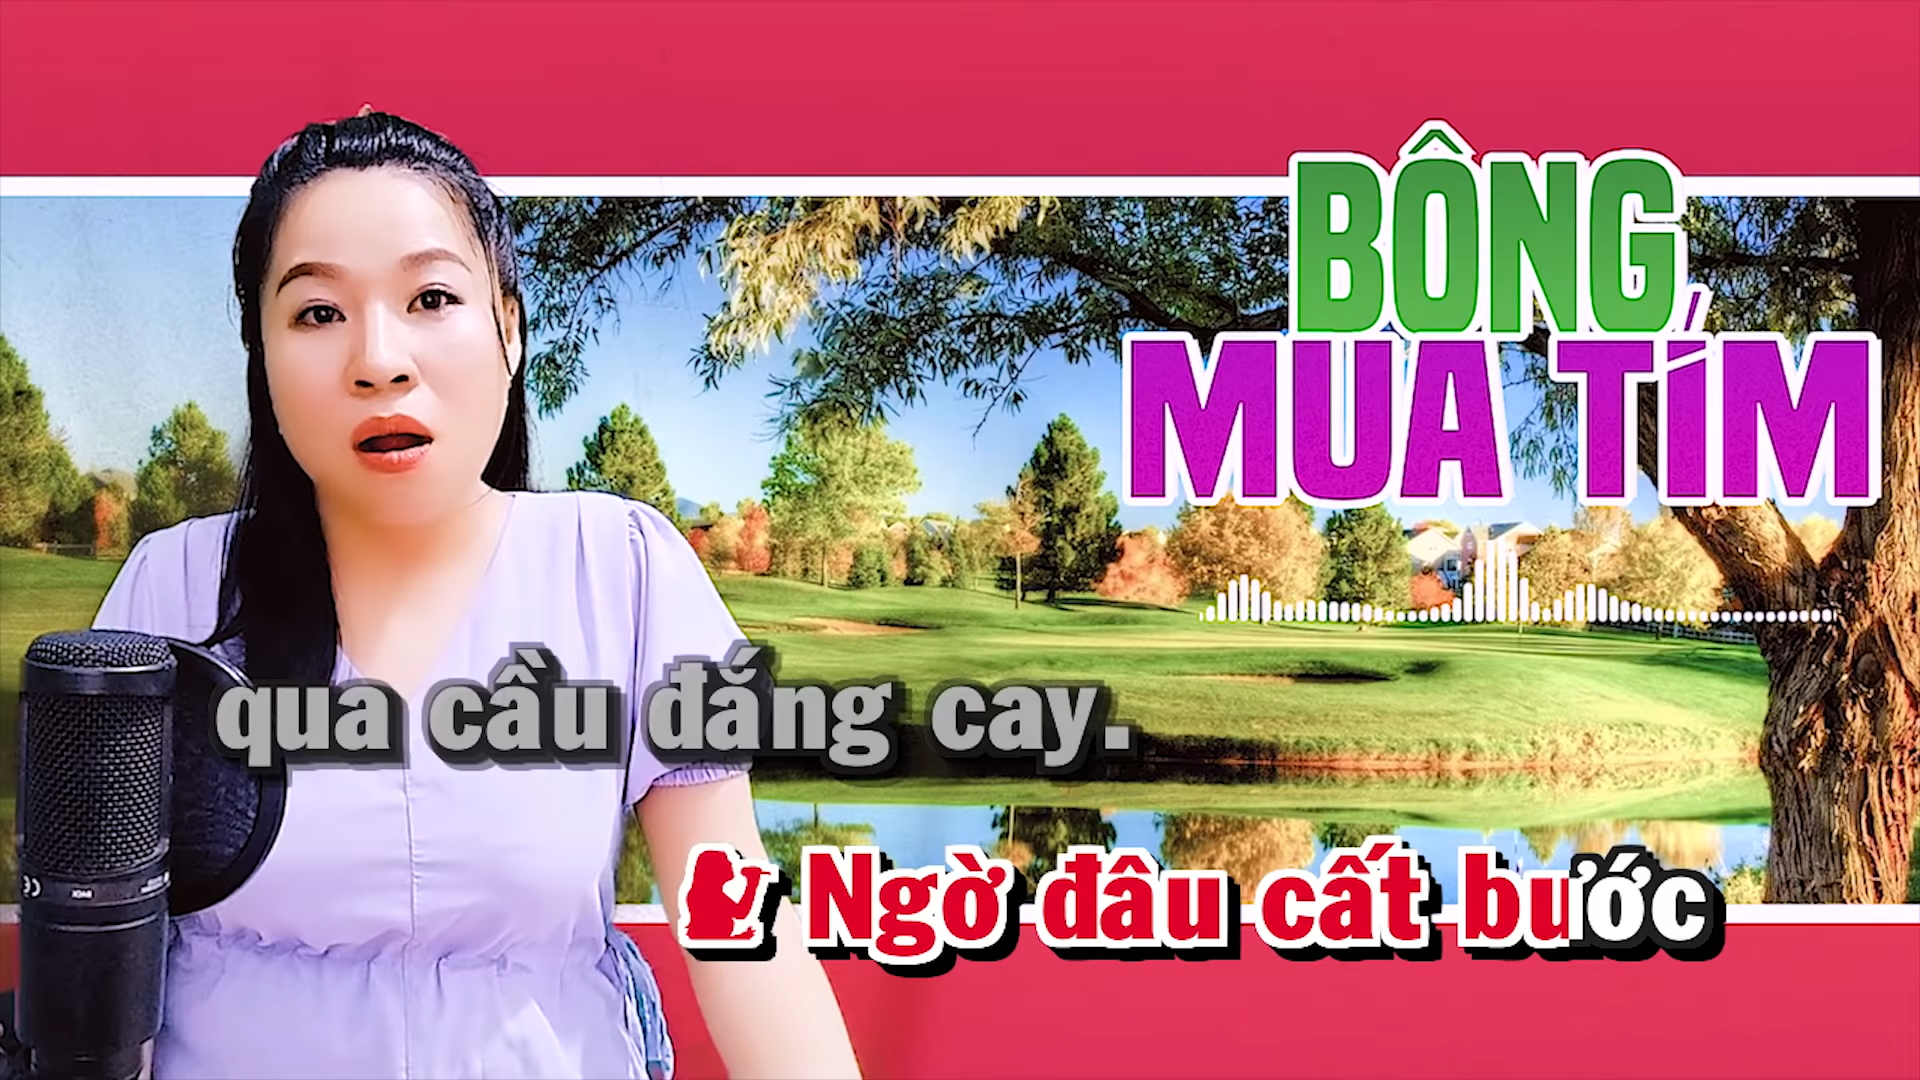 BÔNG
MUA TÍM
qua cầu đắng cay.
Ngờ đâu cất bước